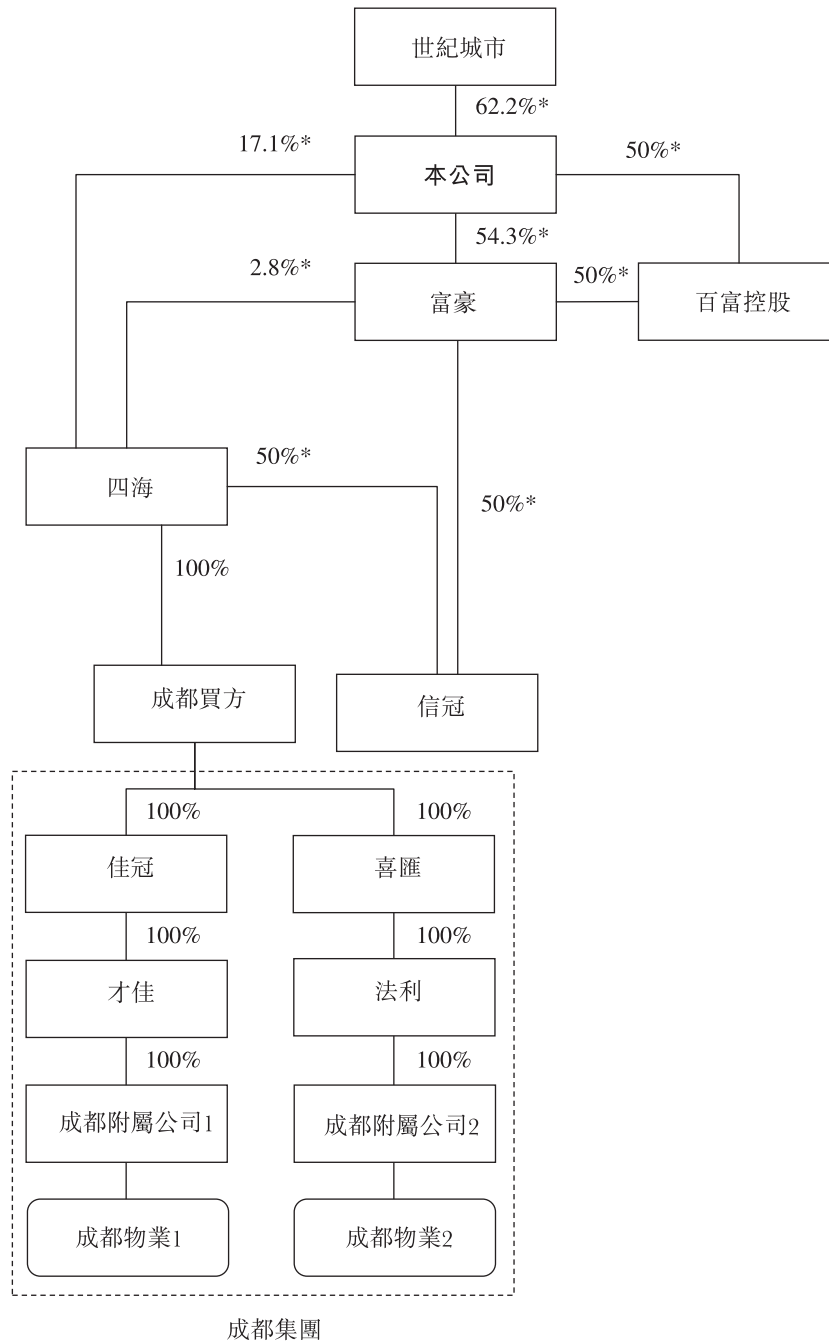 世紀城市
62.2%*
17.1%*
本公司
50%*
54.3%*
2.8%*
富豪
50%*
百富控股
四海
50%*
50%*
100%
成都買方
信冠
100%
100%
佳冠
喜匯
100%
100%
才佳
法利
100%
100%
成都附屬公司1
成都附屬公司2
成都物業1
成都物業2
成都集團